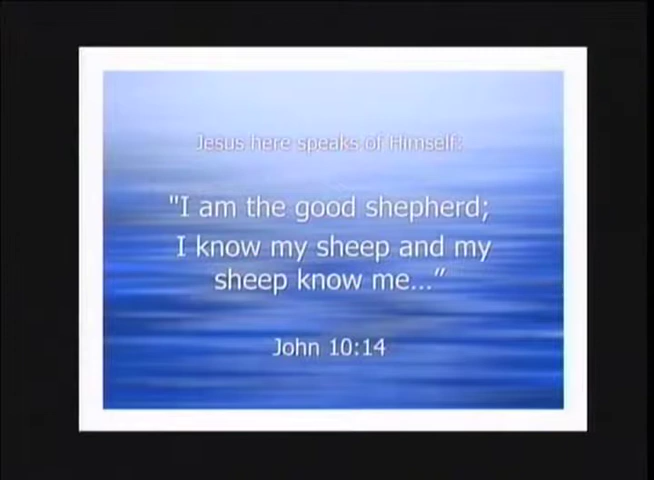 Jesus here speaks of Himself:
"I am the good shepherd;
I know my sheep and my
sheep know me...”
John 10:14